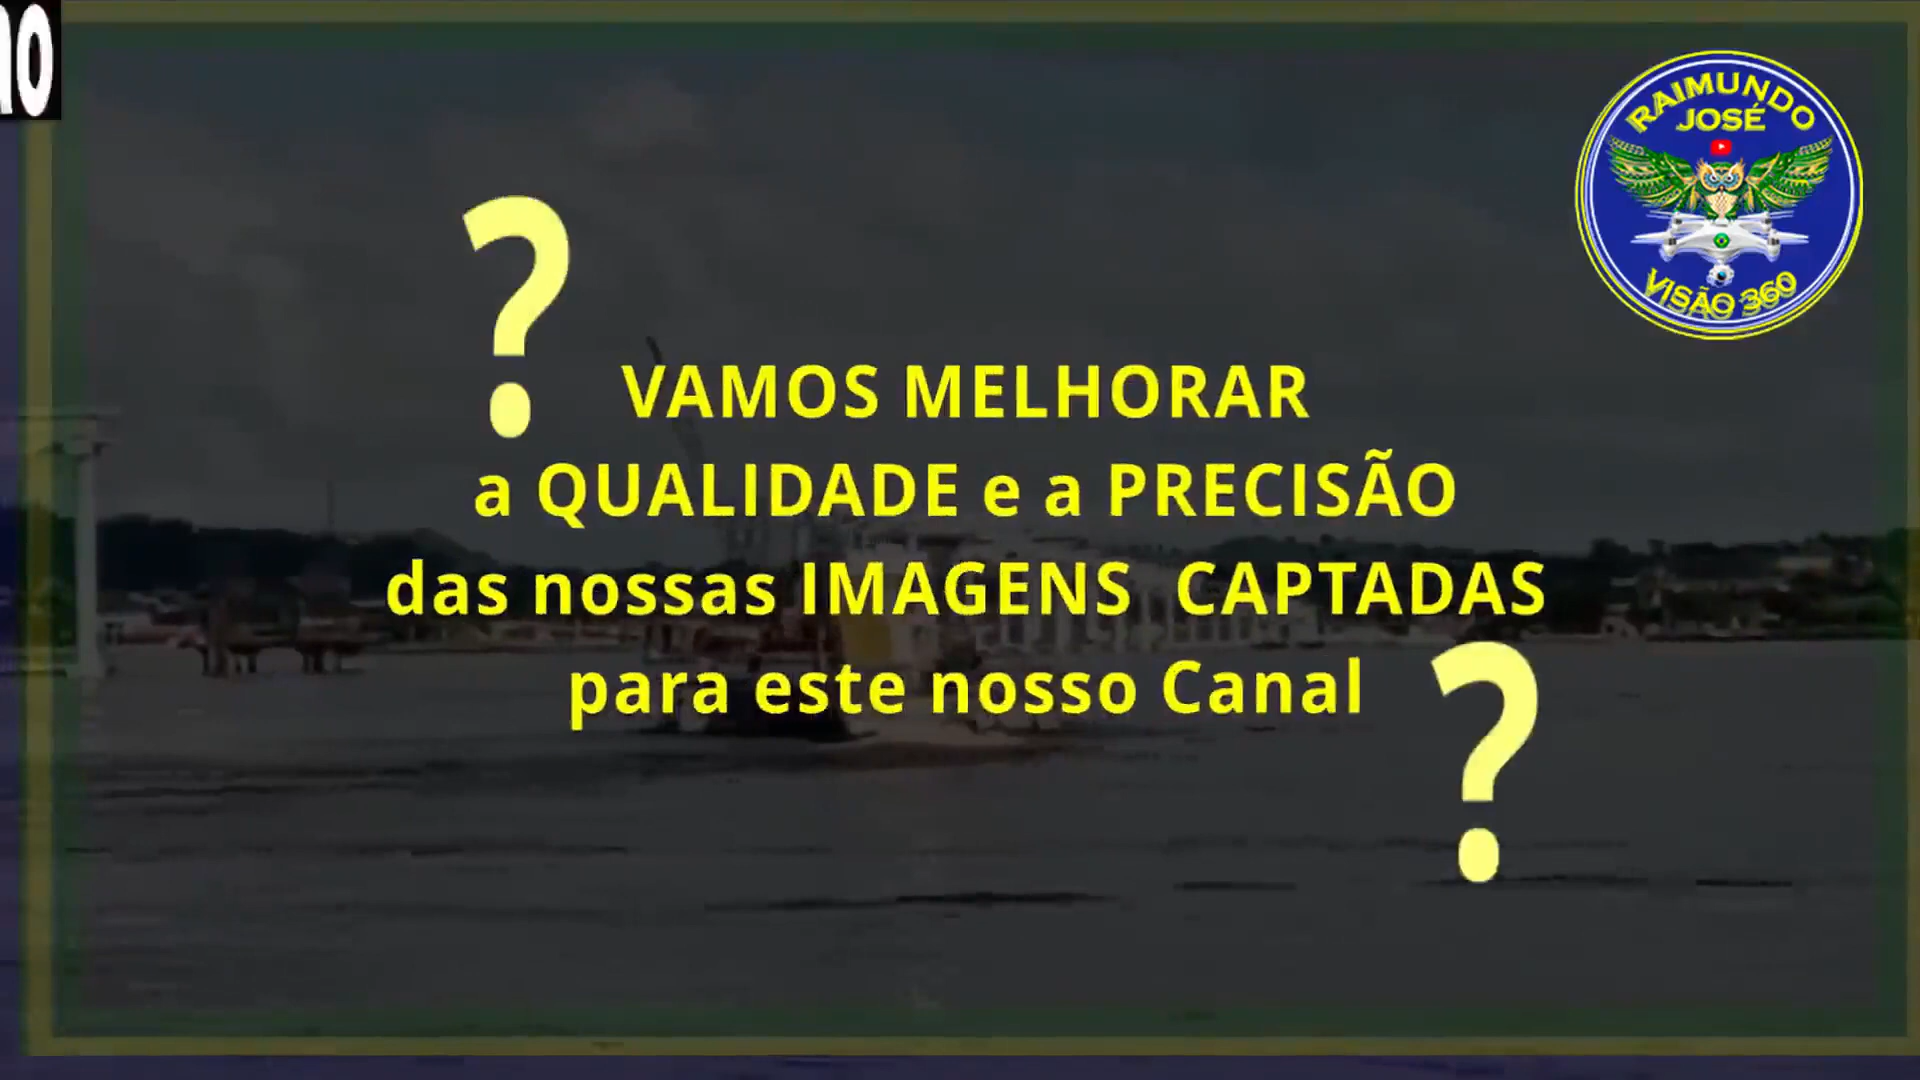 RAIMUNDO
JOSÉ
VISÃO 360
?
VAMOS MELHORAR
a QUALIDADE e a PRECISÃO
das nossas IMAGENS CAPTADAS
para este nosso Canal
?